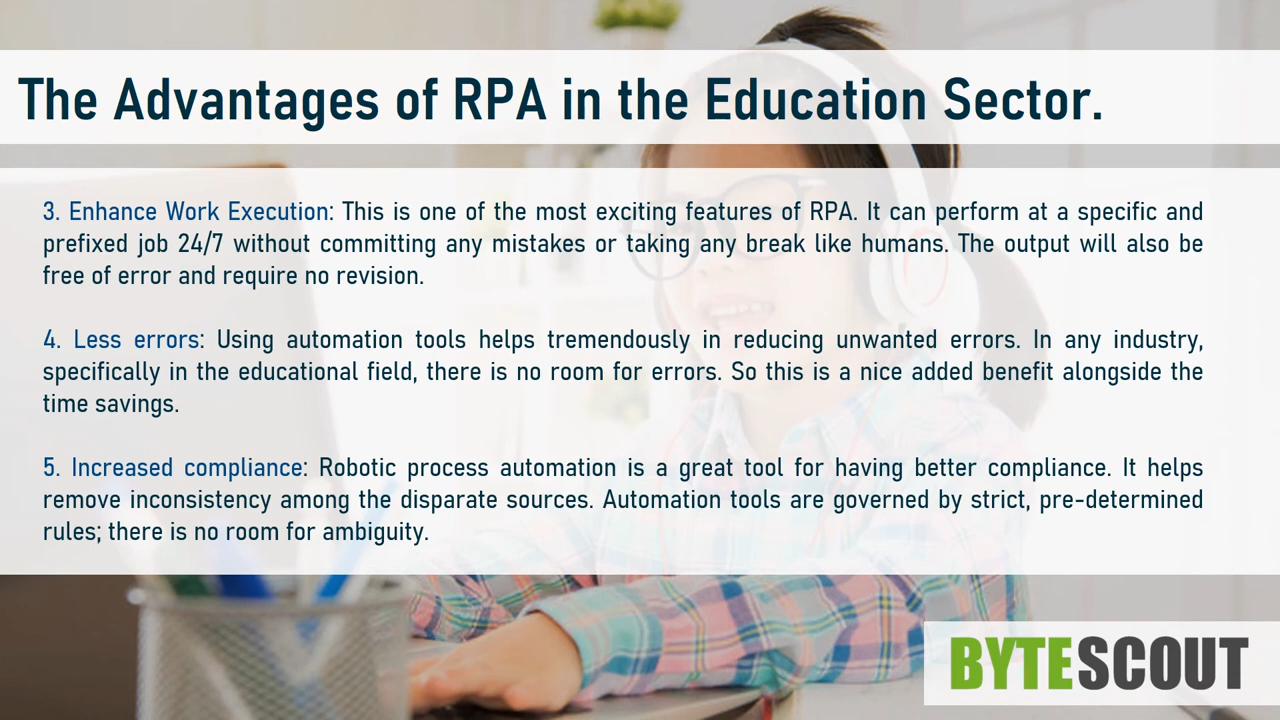 The Advantages of RPA in the Education Sector.
3. Enhance Work Execution: This is one of the most exciting features of RPA. It can perform at a specific and
prefixed job 24/7 without committing any mistakes or taking any break like humans. The output will also be
free of error and require no revision.
4. Less errors: Using automation tools helps tremendously in reducing unwanted errors. In any industry,
specifically in the educational field, there is no room for errors. So this is a nice added benefit alongside the
time savings.
5. Increased compliance: Robotic process automation is a great tool for having better compliance. It helps
remove inconsistency among the disparate sources. Automation tools are governed by strict, pre-determined
rules; there is no room for ambiguity.
BYTESCOUT